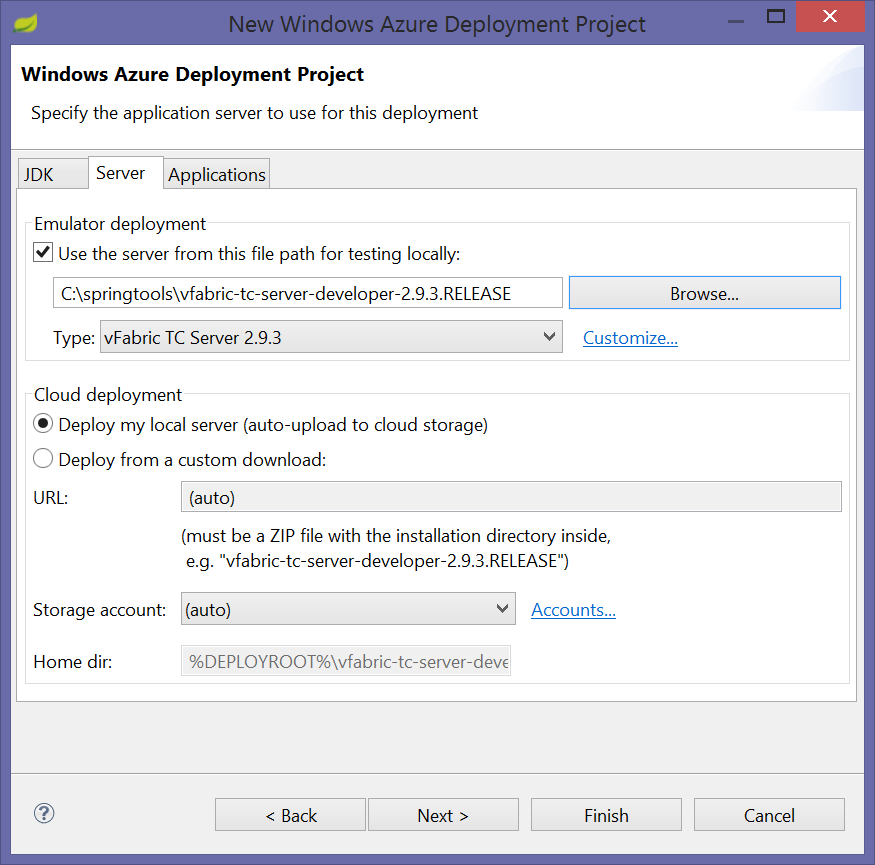 New Windows Azure Deployment Project
Windows Azure Deployment Project
Specify the application server to use for this deployment
JDK Server Applications
Emulator deployment
Use the server from this file path for testing locally:
C:\springtools\vfabric-tc-server-developer-2.9.3.RELEASE Browse...
Type: vFabric TC Server 2.9.3 Customize...
Cloud deployment
Deploy my local server (auto-upload to cloud storage)
Deploy from a custom download:
URL: (auto)
(must be a ZIP file with the installation directory inside,
e.g. "vfabric-tc-server-developer-2.9.3.RELEASE")
Storage account: (auto) Accounts...
Home dir: %DEPLOYROOT%\vfabric-tc-server-deve
? < Back Next > Finish Cancel